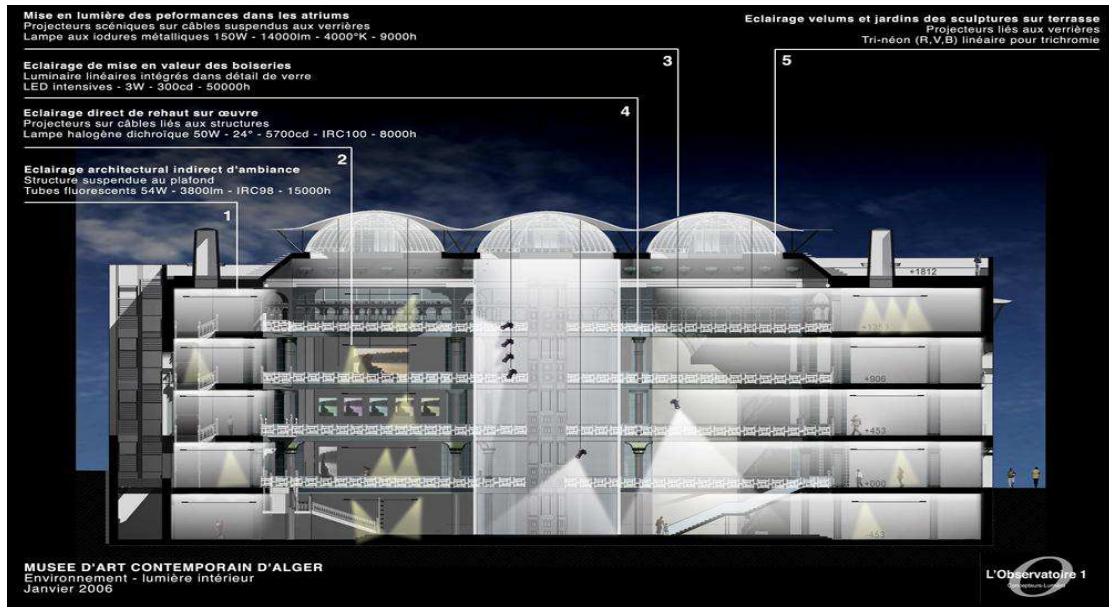 Mise en lumière des peformances dans les atriums
Projecteurs scéniques sur câbles suspendus aux verrières
Lampe aux iodures métalliques 150W - 14000lm - 4000°K - 9000h
Eclairage velums et jardins des sculptures sur terrasse
Projecteurs liés aux verrières
Tri-néon (R,V,B) linéaire pour trichromie
3
5
Eclairage de mise en valeur des boiseries
Luminaire linéaires intégrés dans détail de verre
LED intensives - 3W - 300cd - 50000h
4
Eclairage direct de rehaut sur œuvre
Projecteurs sur câbles liés aux structures
Lampe halogène dichroïque 50W - 24° - 5700cd - IRC100 - 8000h
2
Eclairage architectural indirect d'ambiance
Structure suspendue au plafond
Tubes fluorescents 54W - 3800lm - IRC98 - 15000h
1
+1812
+906
+453
+000
-453
MUSEE D'ART CONTEMPORAIN D'ALGER
Environnement - lumière intérieur
Janvier 2006
L'Observatoire 1
Concepteurs-Lumière